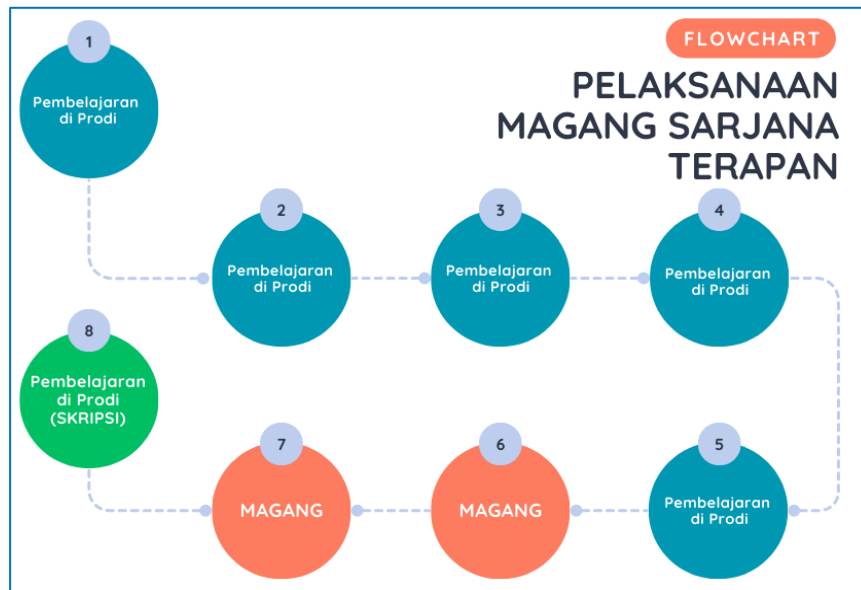 FLOWCHART
PELAKSANAAN
MAGANG SARJANA
TERAPAN
1
Pembelajaran
di Prodi
2
Pembelajaran
di Prodi
3
Pembelajaran
di Prodi
4
Pembelajaran
di Prodi
5
Pembelajaran
di Prodi
6
MAGANG
7
MAGANG
8
Pembelajaran
di Prodi
(SKRIPSI)